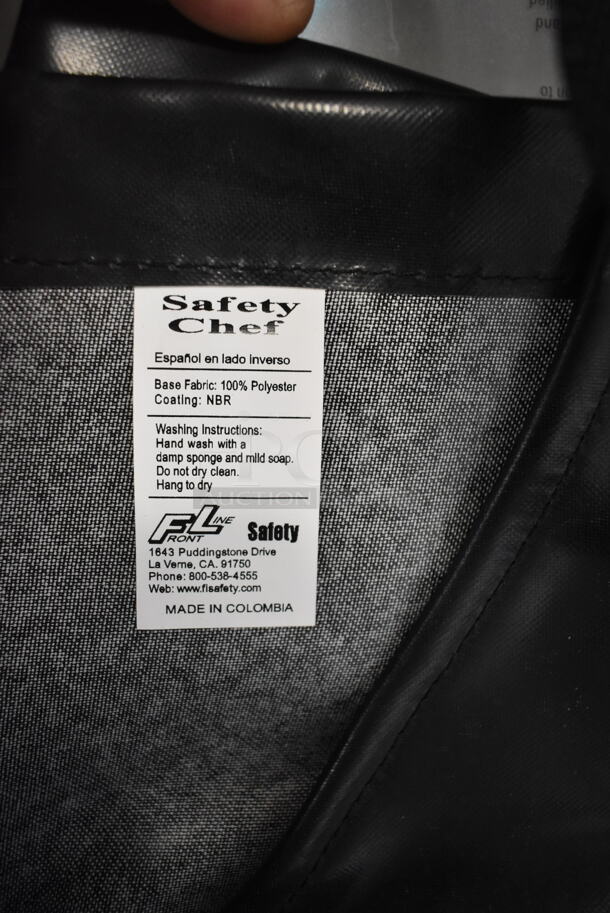 Safety
Chef
Español en lado inverso
Base Fabric: 100% Polyester
Coating: NBR
Washing Instructions:
Hand wash with a
damp sponge and mild soap.
Do not dry clean.
Hang to dry
FRONT LINE Safety
1643 Puddingstone Drive
La Verne, CA. 91750
Phone: 800-538-4555
Web: www.flsafety.com
MADE IN COLOMBIA